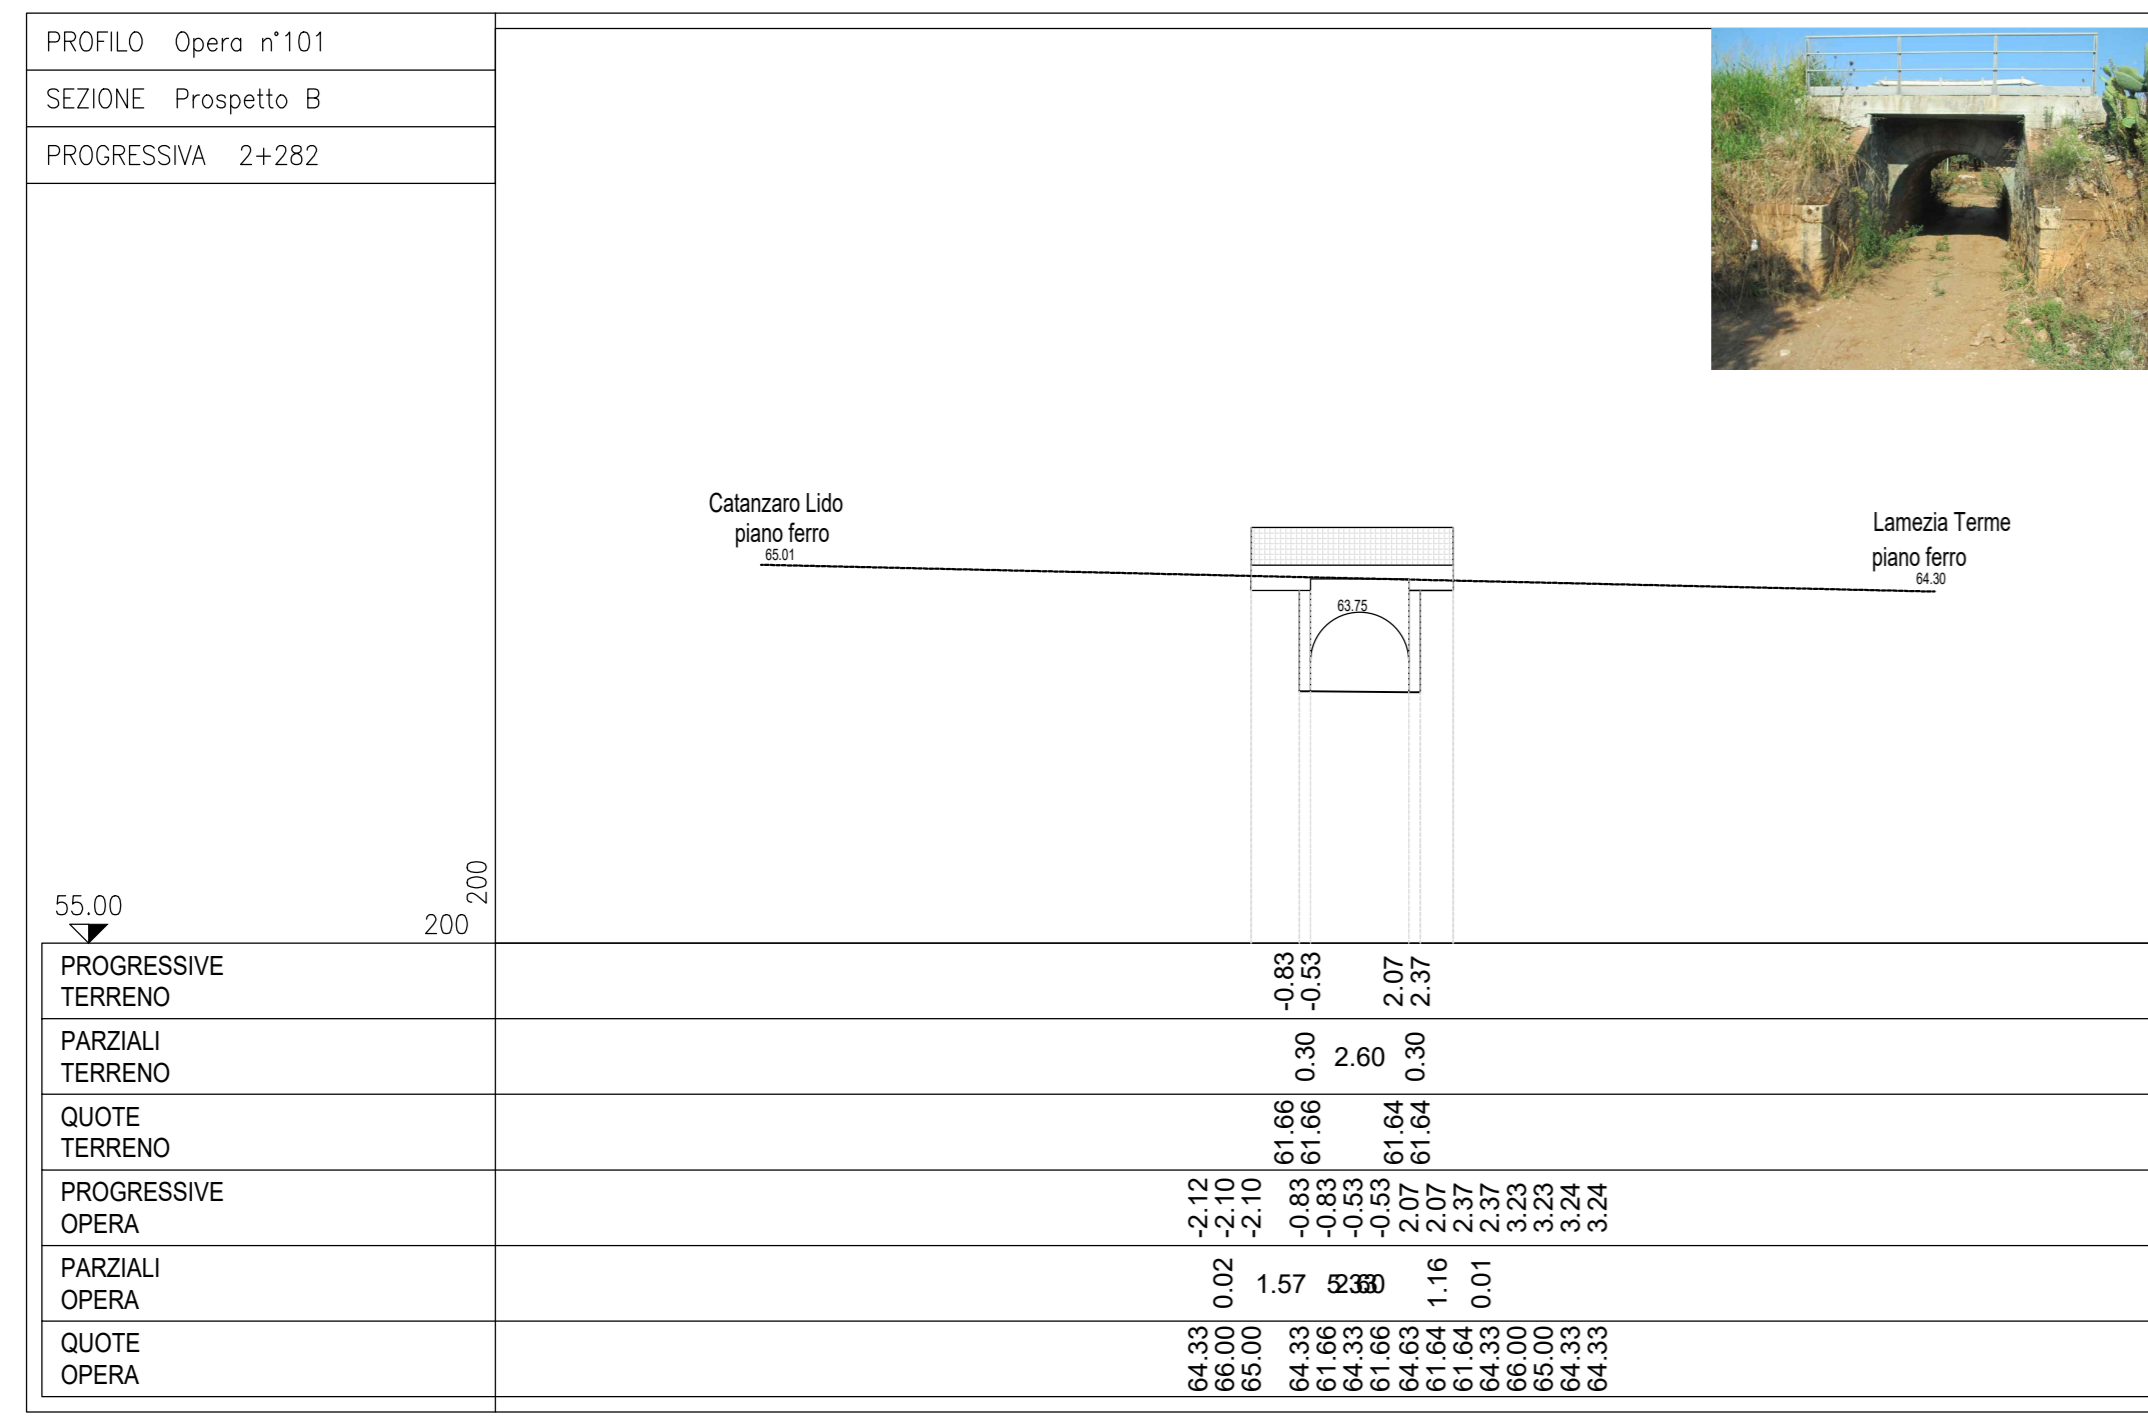 PROFILO Opera n°101
SEZIONE Prospetto B
PROGRESSIVA 2+282
Catanzaro Lido
piano ferro
65.01
Lamezia Terme
piano ferro
64.30
63.75
200
55.00
200
PROGRESSIVE
TERRENO
-0.83 -0.53 2.07 2.37
PARZIALI
TERRENO
0.30 2.60 0.30
QUOTE
TERRENO
61.66 61.66 61.64 61.64
PROGRESSIVE
OPERA
-2.12 -2.10 -2.10 -0.83 -0.83 -0.53 -0.53 2.07 2.07 2.37 2.37 3.23 3.23 3.24 3.24
PARZIALI
OPERA
0.02 1.57 1.16 0.01
QUOTE
OPERA
64.33 66.00 65.00 64.33 61.66 64.33 61.66 64.63 61.64 61.64 64.33 66.00 65.00 64.33 64.33